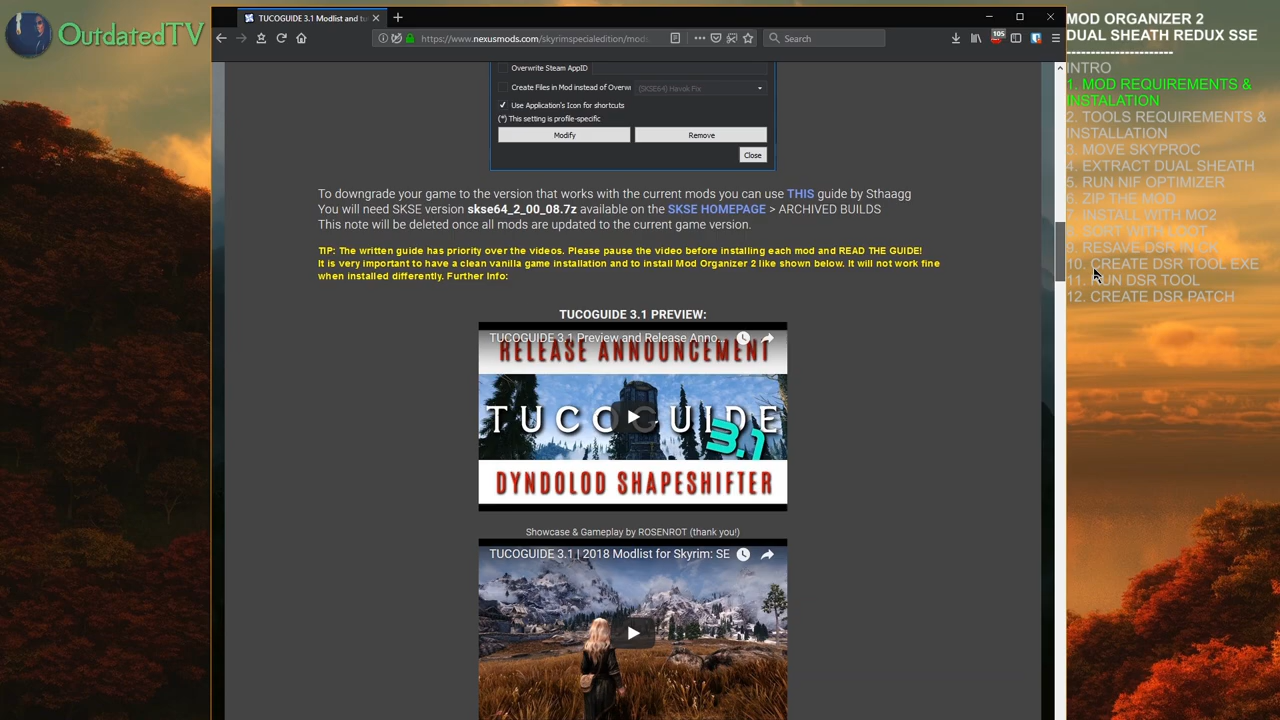 OutdatedTV
TUCOGUIDE 3.1 Modlist and tu
https://www.nexusmods.com/skyrimspecialedition/mods
Search
105
MOD ORGANIZER 2
DUAL SHEATH REDUX SSE
----------------------
INTRO
1. MOD REQUIREMENTS &
INSTALATION
2. TOOLS REQUIREMENTS &
INSTALLATION
3. MOVE SKYPROC
4. EXTRACT DUAL SHEATH
5. RUN NIF OPTIMIZER
6. ZIP THE MOD
7. INSTALL WITH MO2
8. SORT WITH LOOT
9. RESAVE DSR IN CK
10. CREATE DSR TOOL EXE
11. RUN DSR TOOL
12. CREATE DSR PATCH
Overwrite Steam AppID
Create Files in Mod instead of Overwr
(SKSE64) Havok Fix
Use Application's Icon for shortcuts
(*) This setting is profile-specific
Modify
Remove
Close
To downgrade your game to the version that works with the current mods you can use THIS guide by Sthaagg
You will need SKSE version skse64_2_00_08.7z available on the SKSE HOMEPAGE > ARCHIVED BUILDS
This note will be deleted once all mods are updated to the current game version.
TIP: The written guide has priority over the videos. Please pause the video before installing each mod and READ THE GUIDE!
It is very important to have a clean vanilla game installation and to install Mod Organizer 2 like shown below. It will not work fine
when installed differently. Further Info:
TUCOGUIDE 3.1 PREVIEW:
TUCOGUIDE 3.1 Preview and Release Anno...
RELEASE ANNOUNCEMENT
TUCOGUIDE
3.1
DYNDOLOD SHAPESHIFTER
Showcase & Gameplay by ROSENROT (thank you!)
TUCOGUIDE 3.1 | 2018 Modlist for Skyrim: SE